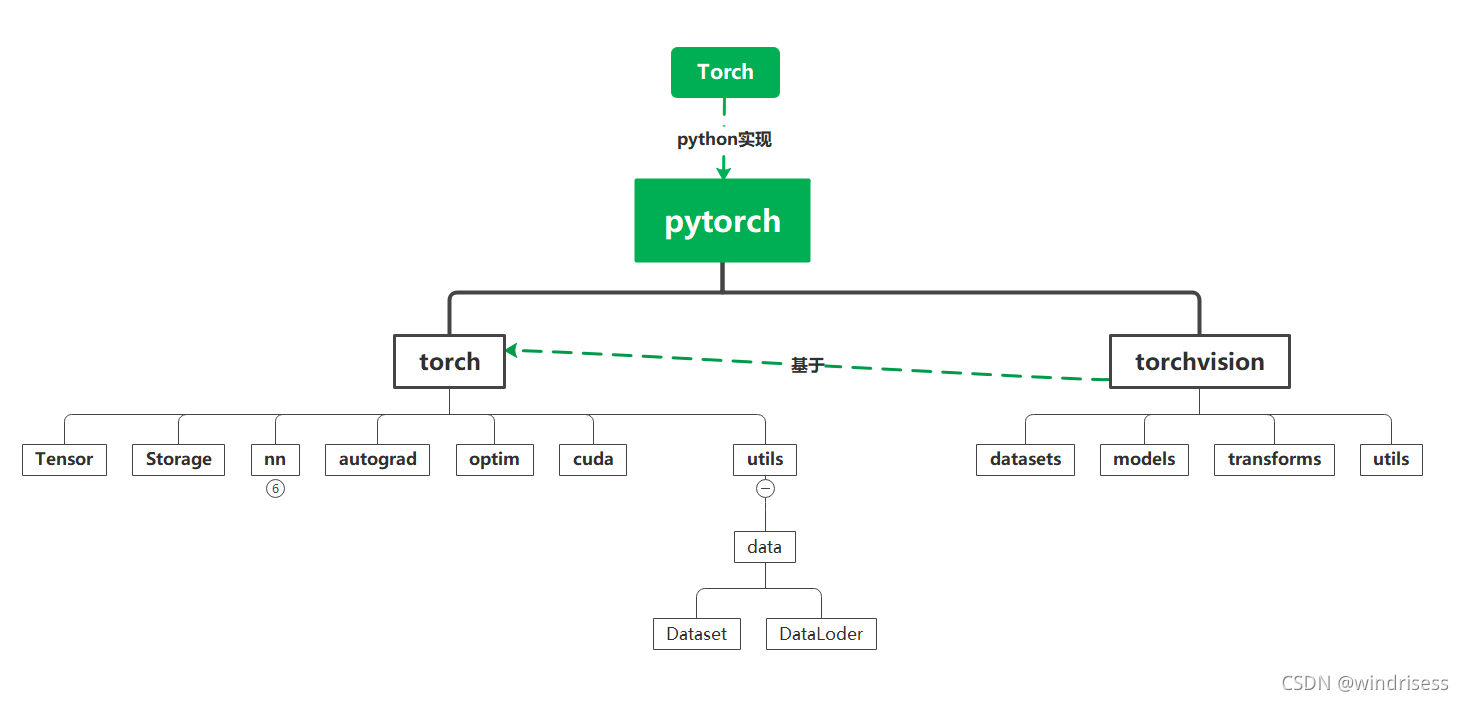 Torch
python实现
pytorch
torch
基于
torchvision
Tensor
Storage
nn
autograd
optim
cuda
utils
datasets
models
transforms
utils
6
data
Dataset
DataLoder
CSDN @windrisess